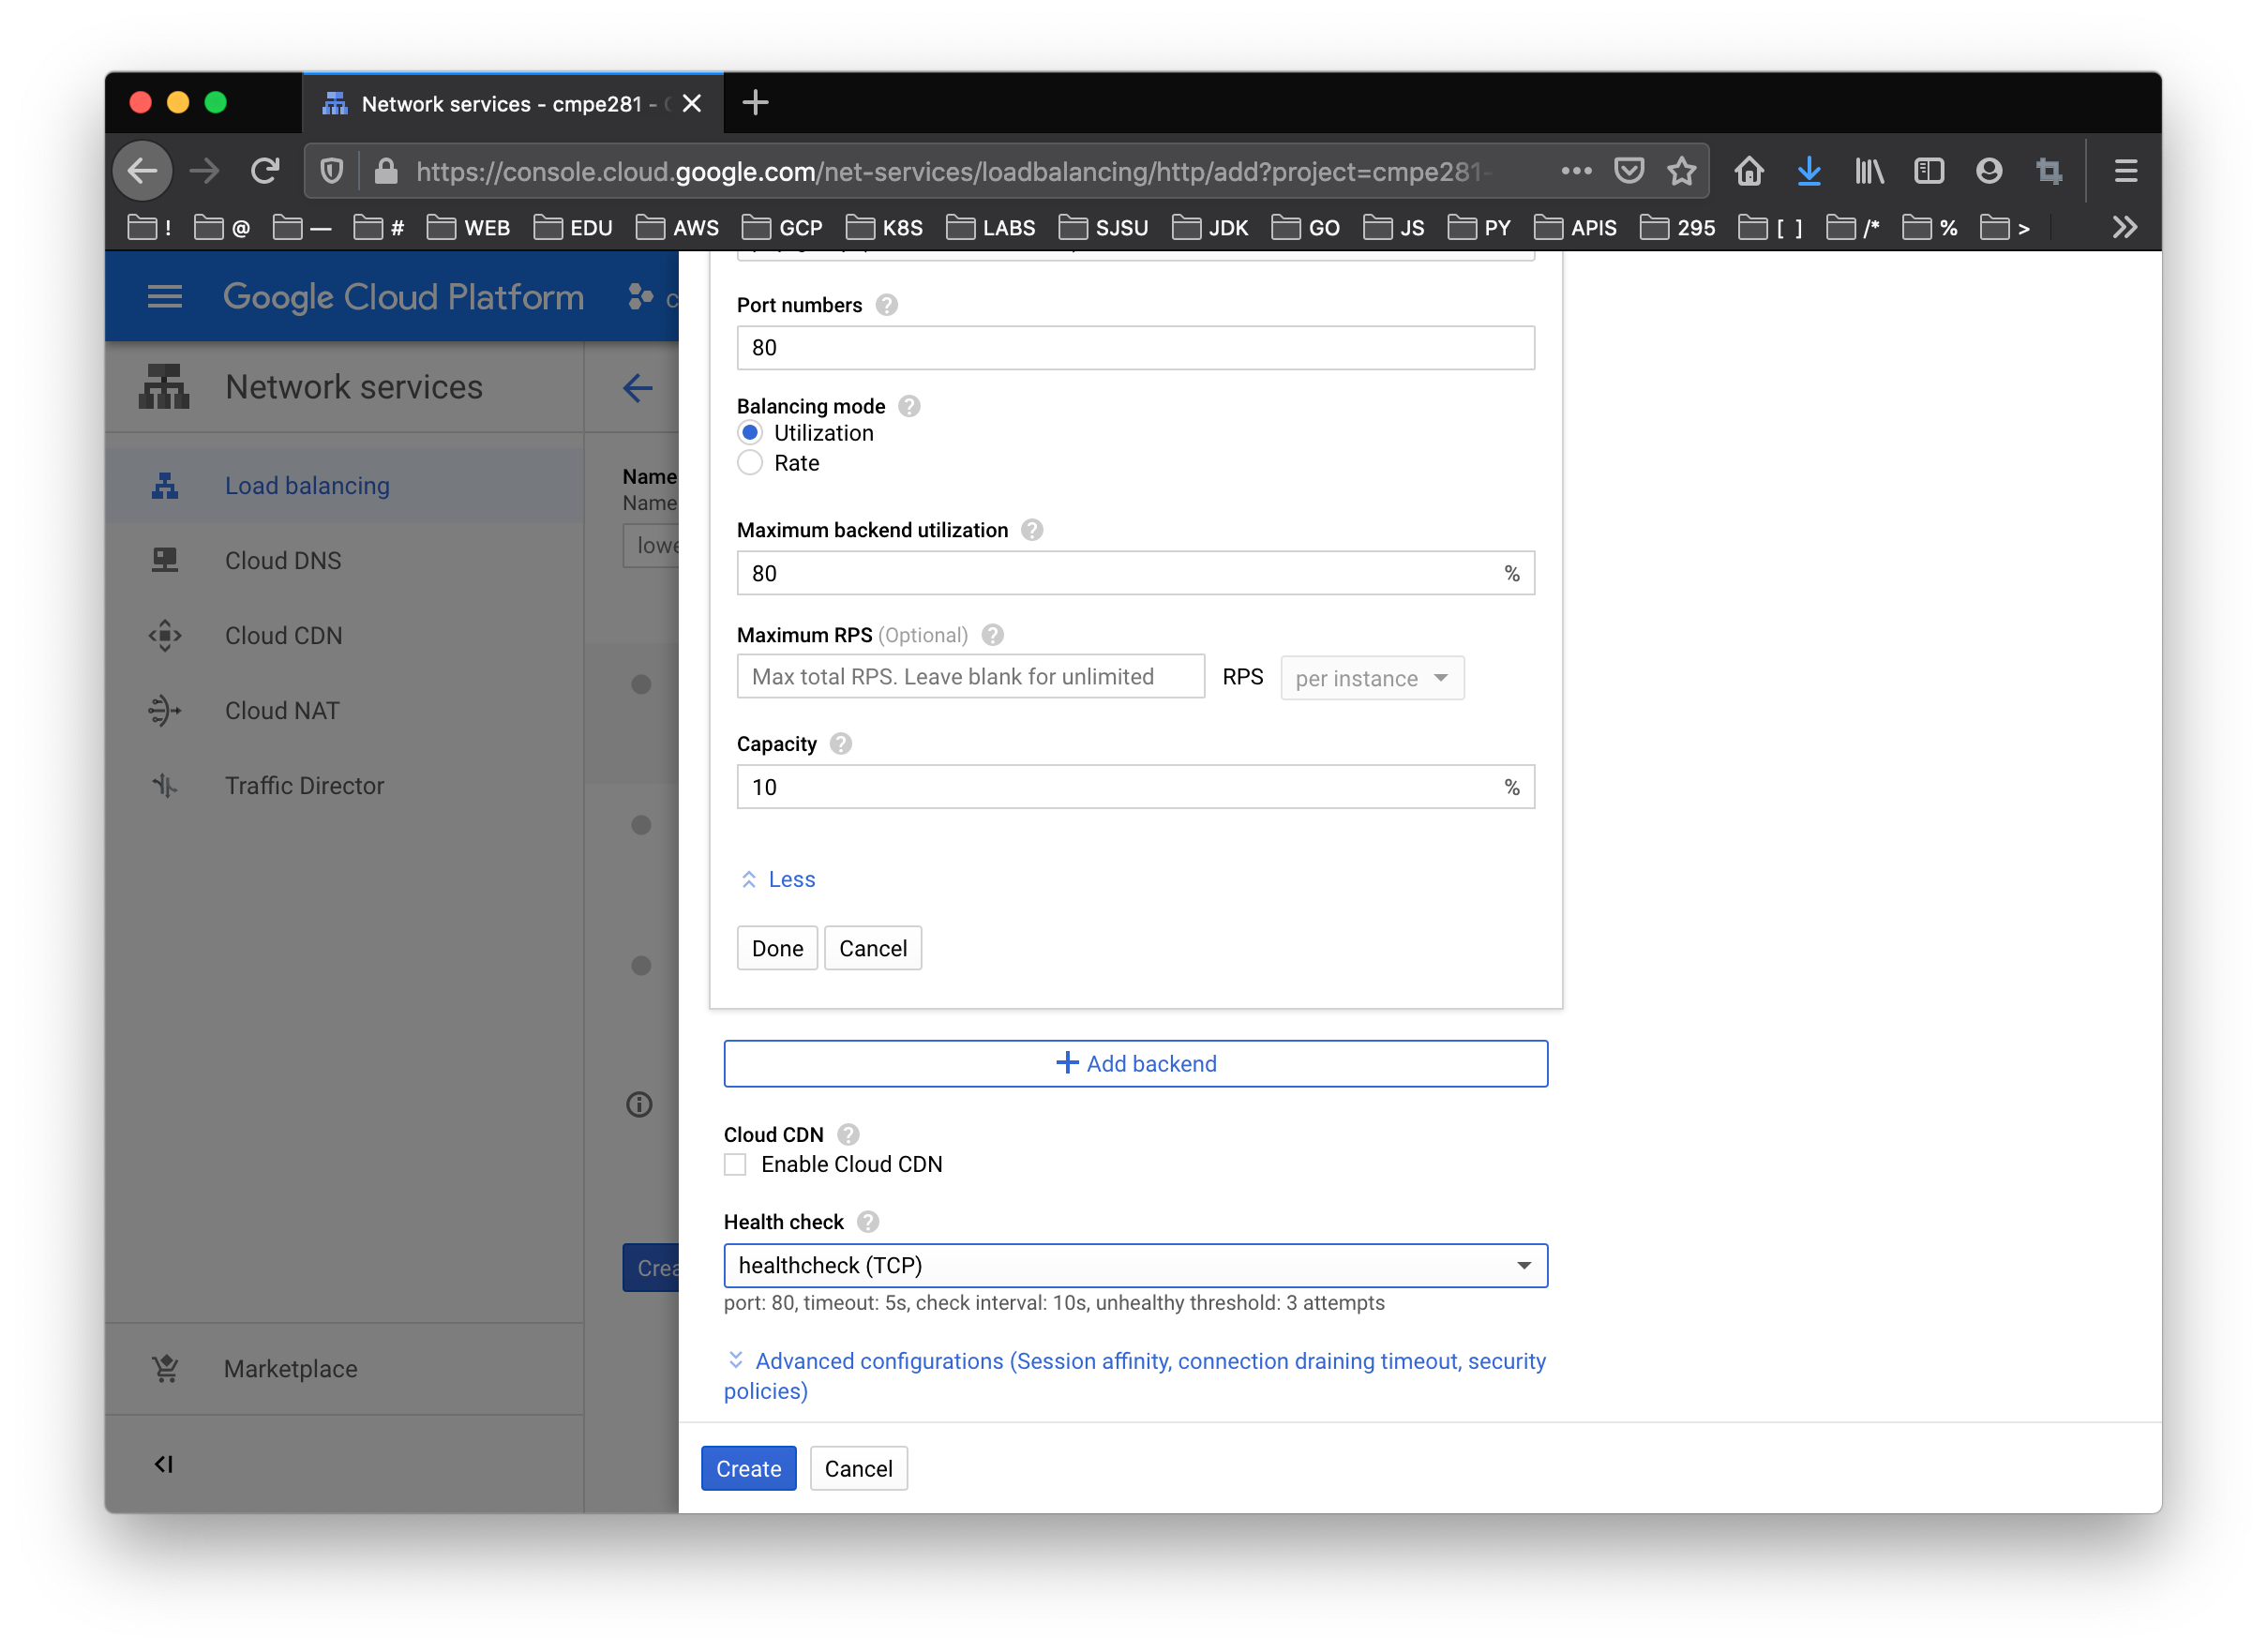 Network services - cmpe281 -
https://console.cloud.google.com/net-services/loadbalancing/http/add?project=cmpe281-
! @ — # WEB EDU AWS GCP K8S LABS SJSU JDK GO JS PY APIS 295 [ ] /* % >
Google Cloud Platform
Network services
Load balancing
Cloud DNS
Cloud CDN
Cloud NAT
Traffic Director
Marketplace
Name
Name
Port numbers
80
Balancing mode
Utilization
Rate
Maximum backend utilization
80 %
Maximum RPS (Optional)
Max total RPS. Leave blank for unlimited RPS per instance
Capacity
10 %
Less
Done Cancel
Add backend
Cloud CDN
Enable Cloud CDN
Health check
healthcheck (TCP)
port: 80, timeout: 5s, check interval: 10s, unhealthy threshold: 3 attempts
Advanced configurations (Session affinity, connection draining timeout, security
policies)
Create Cancel